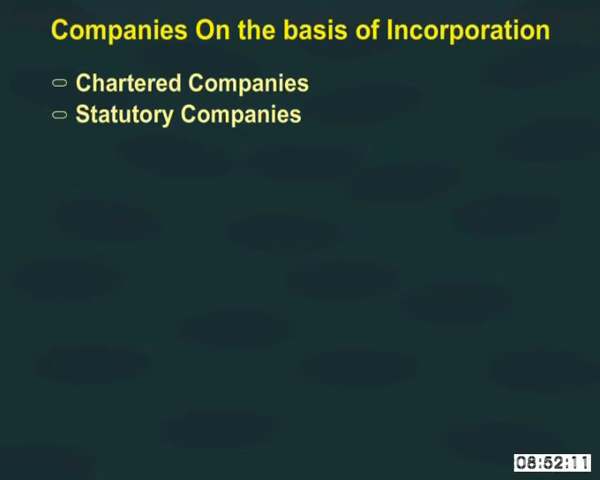 Companies On the basis of Incorporation
Chartered Companies
Statutory Companies
08:52:11